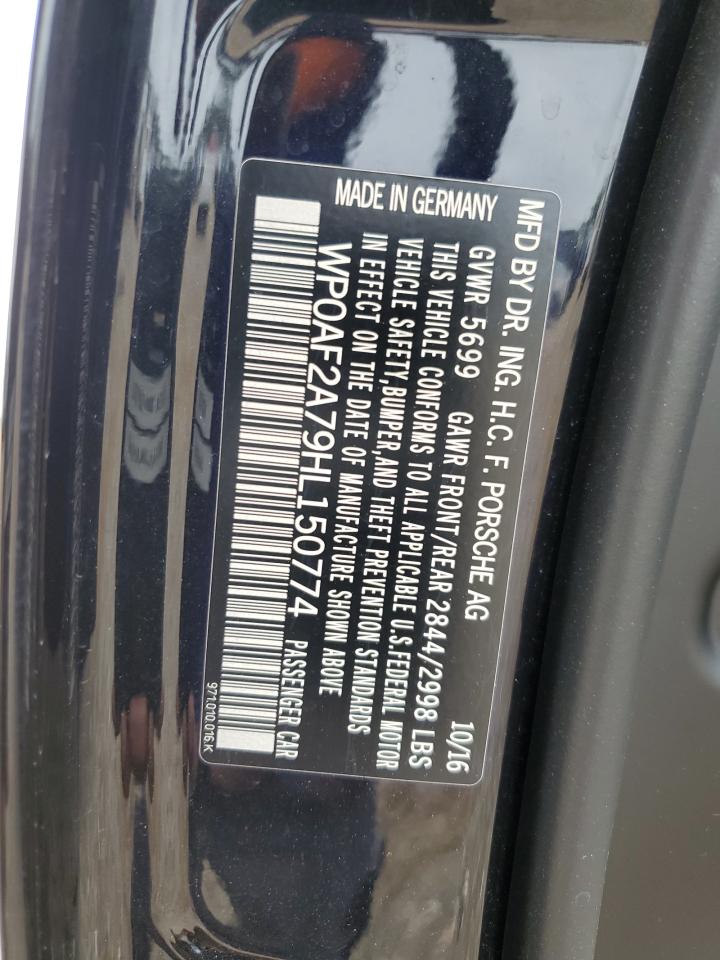 MFD BY DR. ING. H.C. F. PORSCHE AG
MADE IN GERMANY 10/16
GVWR 5699 GAWR FRONT/REAR 2844/2998 LBS
THIS VEHICLE CONFORMS TO ALL APPLICABLE U.S.FEDERAL MOTOR
VEHICLE SAFETY,BUMPER,AND THEFT PREVENTION STANDARDS
IN EFFECT ON THE DATE OF MANUFACTURE SHOWN ABOVE
WP0AF2A79HL150774 PASSENGER CAR
971.010.016.K